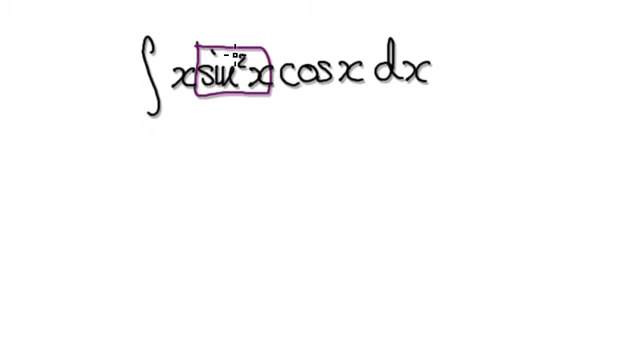 ∫ x sin²x cos x dx